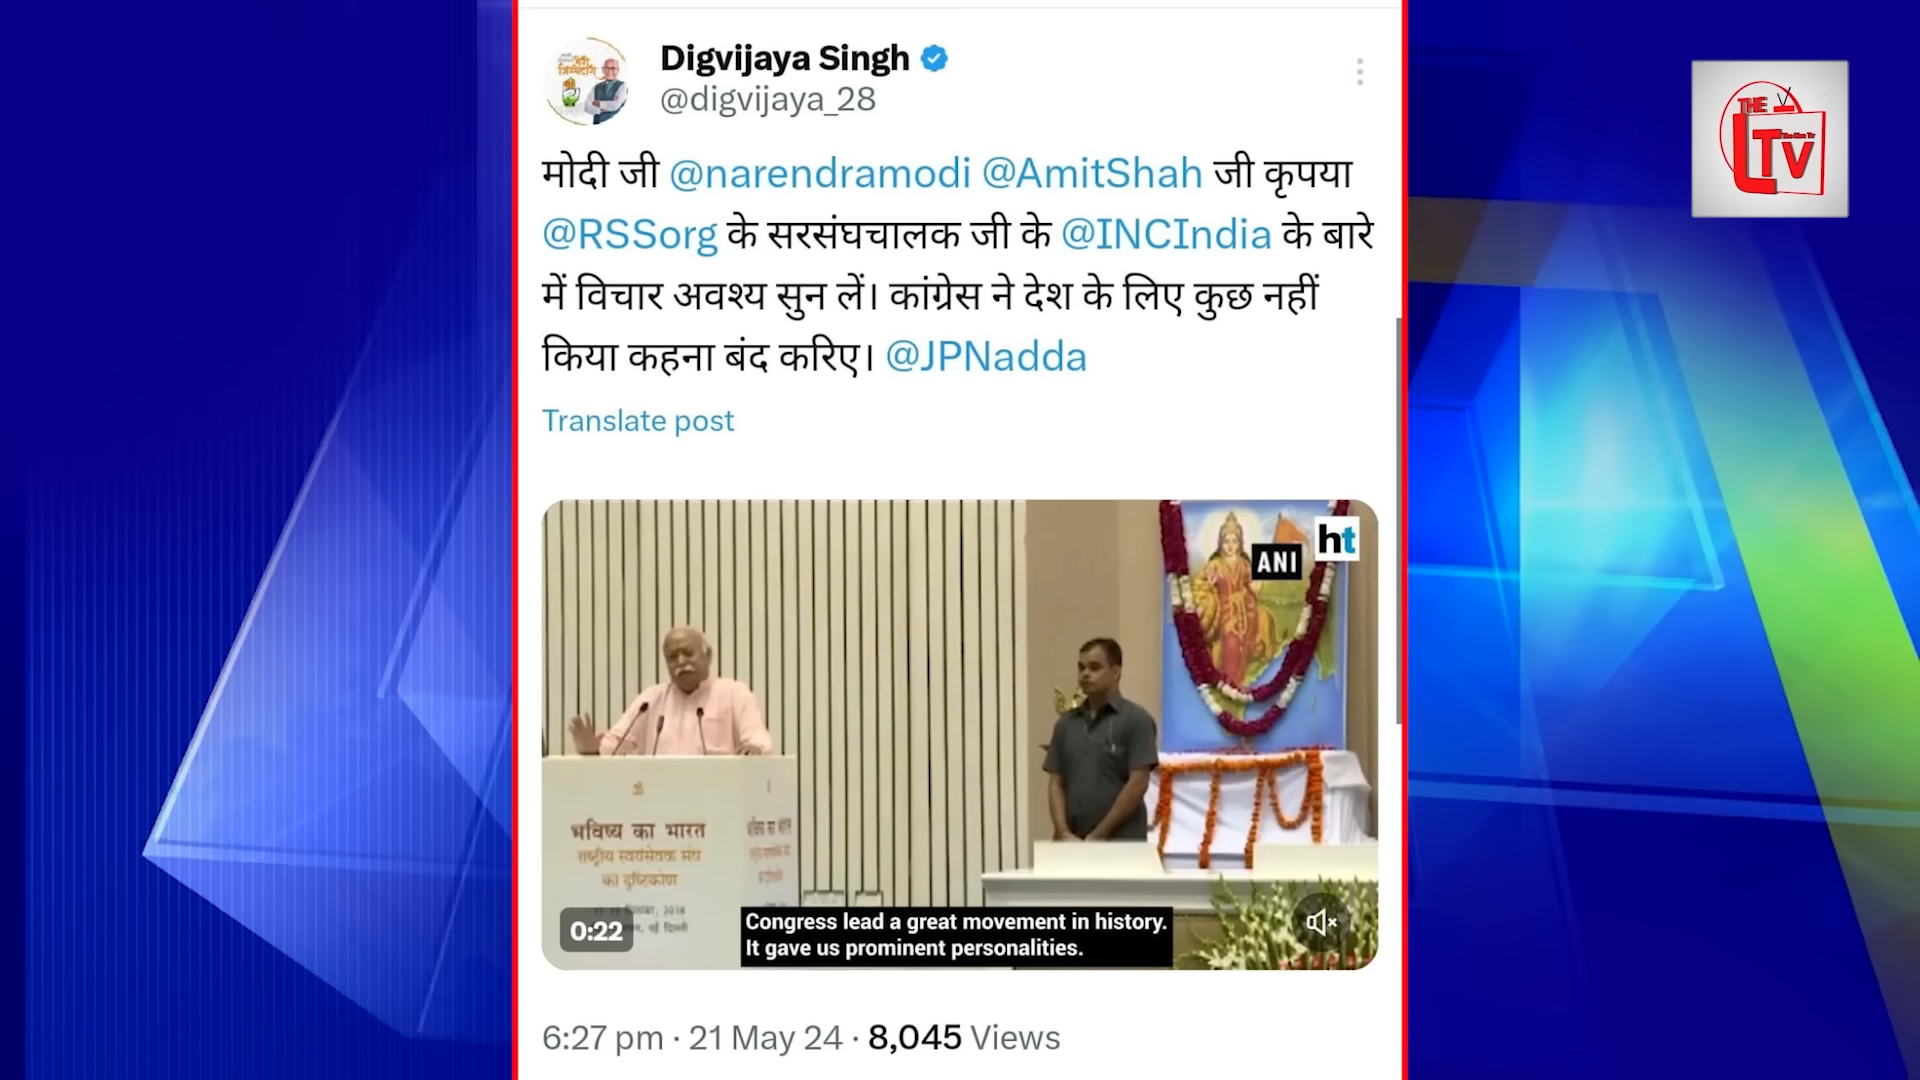 Digvijaya Singh
@digvijaya_28
मोदी जी @narendramodi @AmitShah जी कृपया
@RSSorg के सरसंघचालक जी के @INCIndia के बारे
में विचार अवश्य सुन लें। कांग्रेस ने देश के लिए कुछ नहीं
किया कहना बंद करिए। @JPNadda
Translate post
THE
LTV
ht
ANI
भविष्य का भारत
राष्ट्रीय स्वयंसेवक संघ
का दृष्टिकोण
0:22
Congress lead a great movement in history.
It gave us prominent personalities.
6:27 pm · 21 May 24 · 8,045 Views